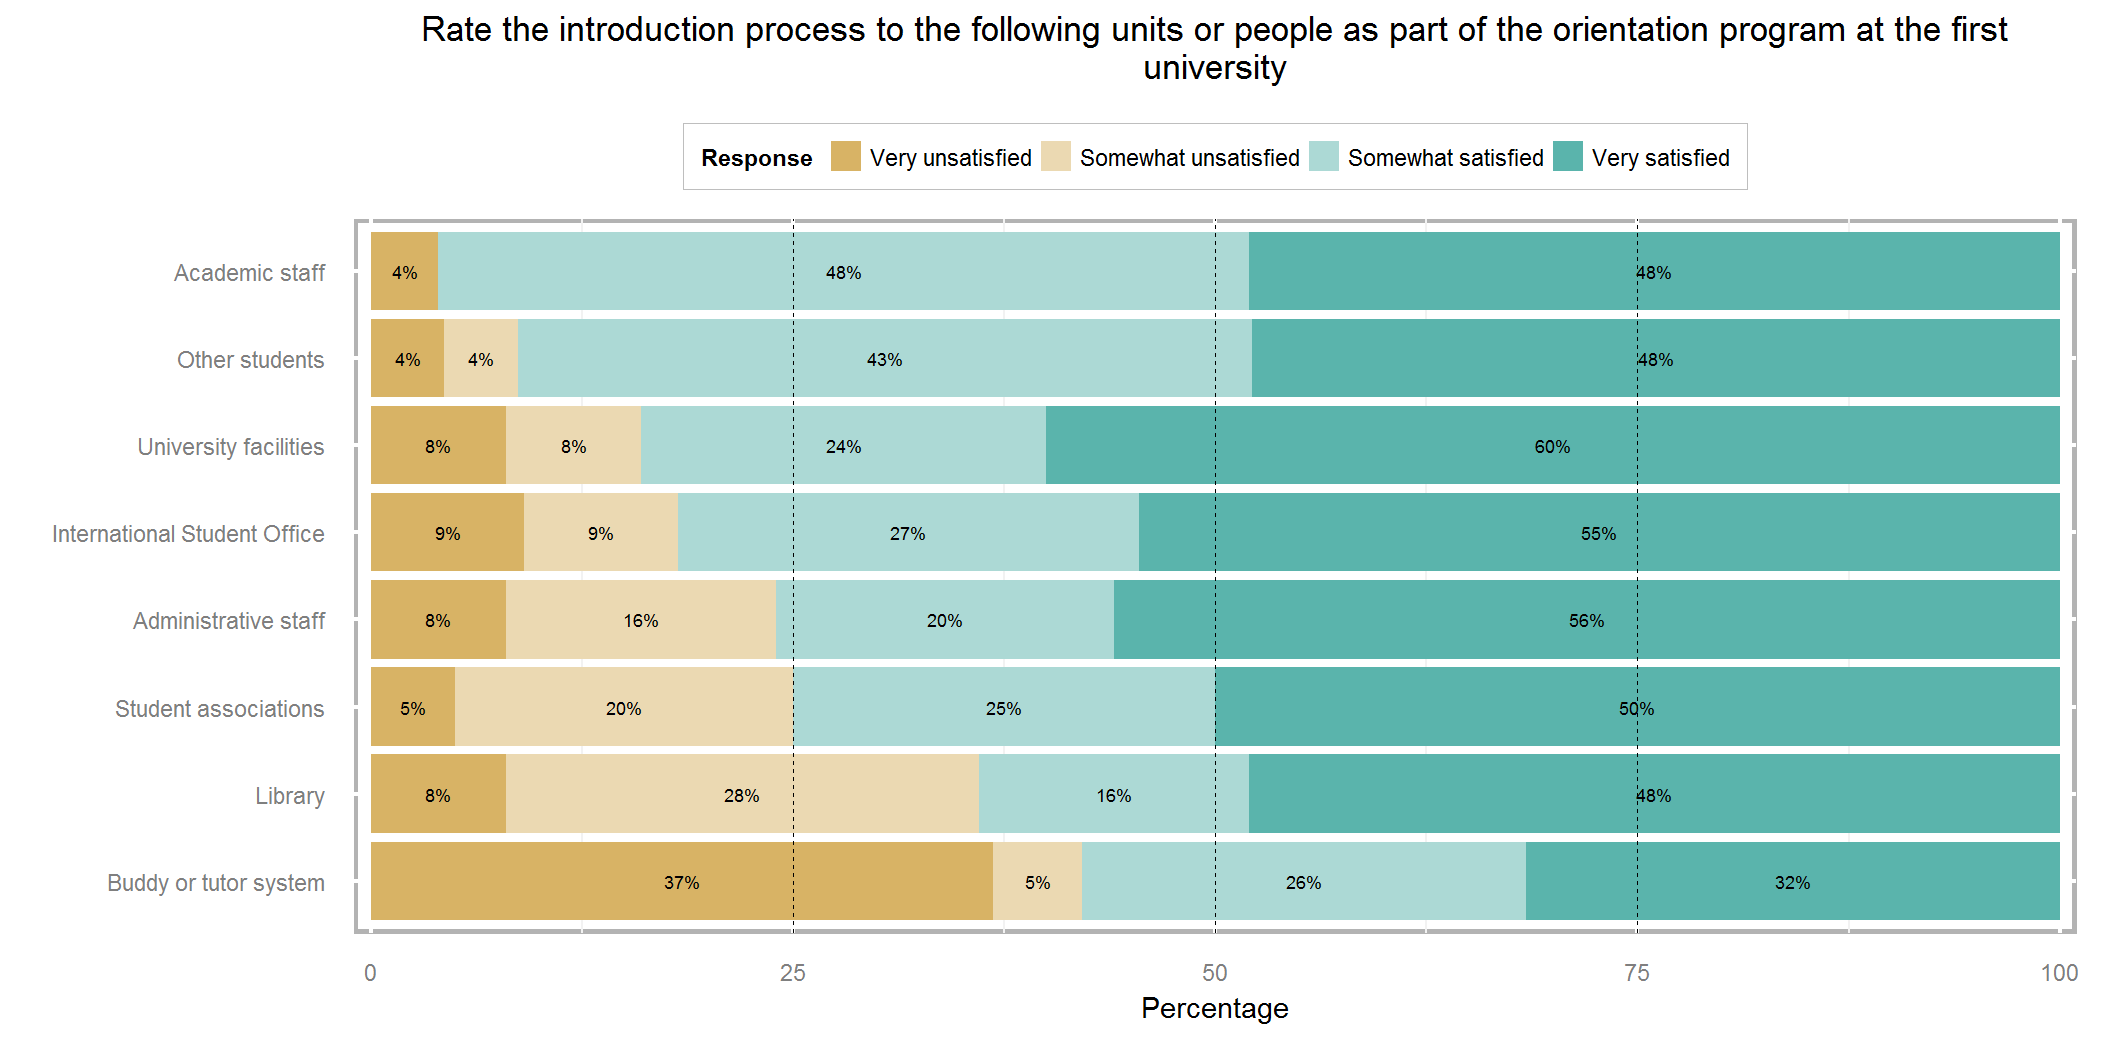 Rate the introduction process to the following units or people as part of the orientation program at the first
university
Response Very unsatisfied Somewhat unsatisfied Somewhat satisfied Very satisfied
Academic staff 4% 48% 48%
Other students 4% 4% 43% 48%
University facilities 8% 8% 24% 60%
International Student Office 9% 9% 27% 55%
Administrative staff 8% 16% 20% 56%
Student associations 5% 20% 25% 50%
Library 8% 28% 16% 48%
Buddy or tutor system 37% 5% 26% 32%
0 25 50 75 100
Percentage